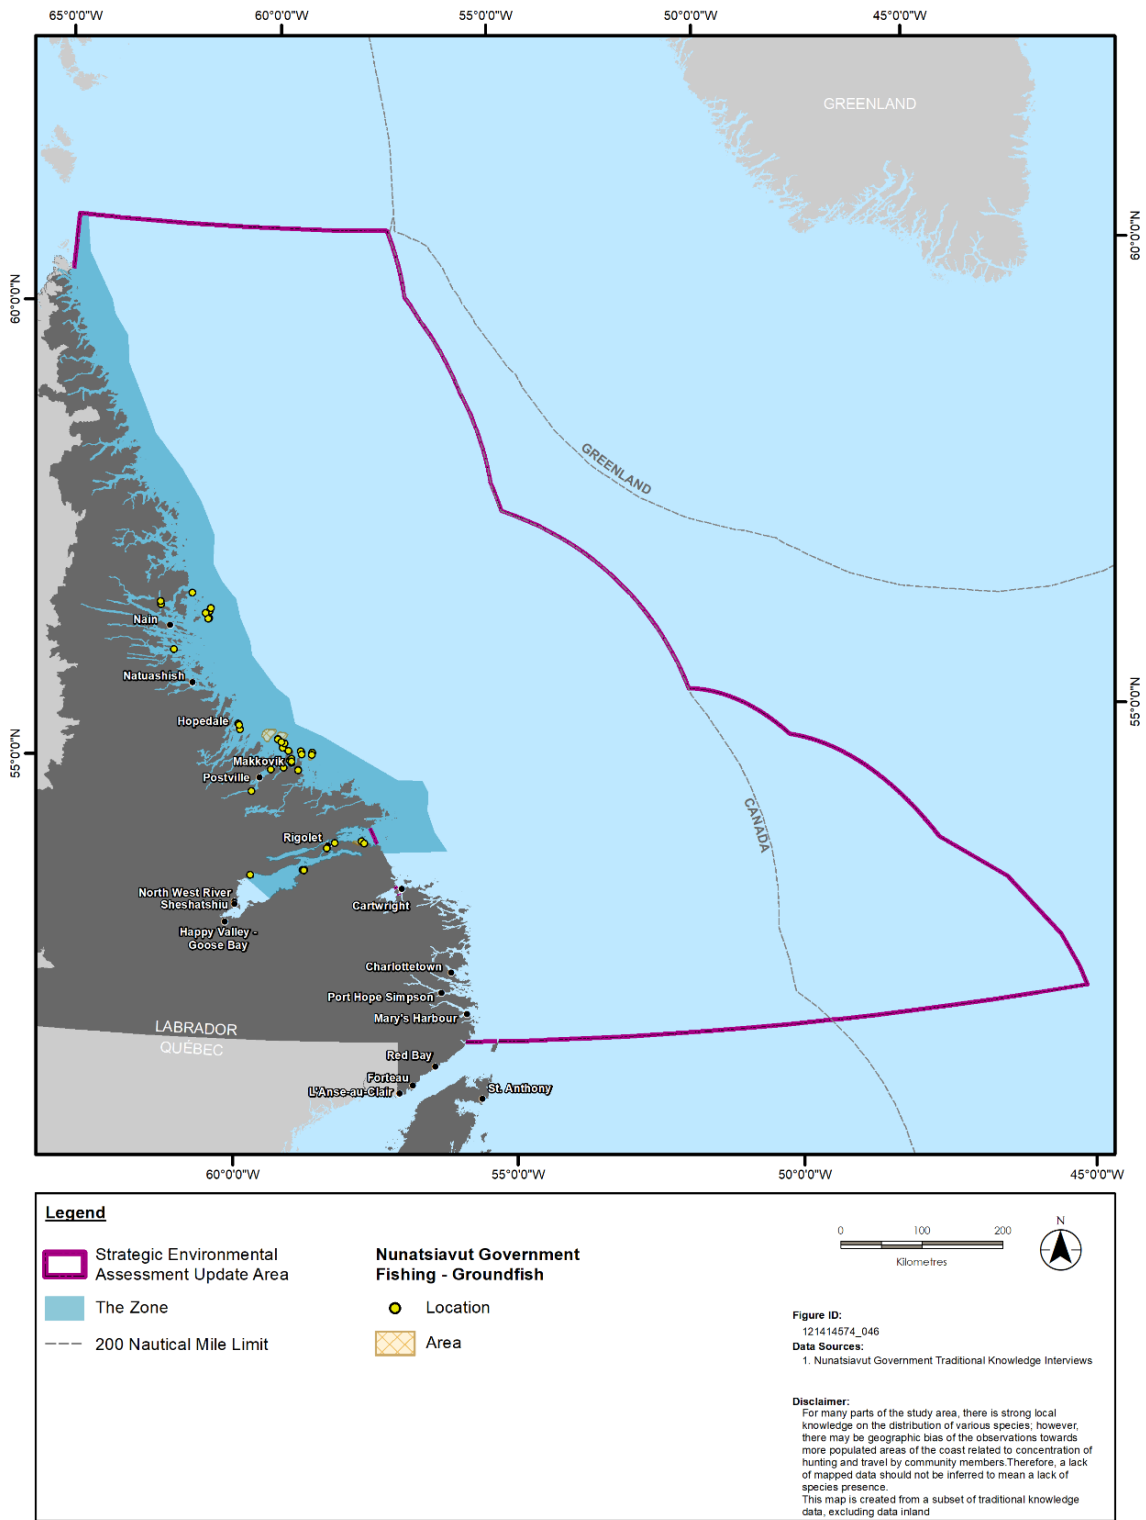 65°0'0"W 60°0'0"W 55°0'0"W 50°0'0"W 45°0'0"W
GREENLAND
60°0'0"N
60°0'0"N
GREENLAND
Nain
Natuashish
55°0'0"N
Hopedale
55°0'0"N
Makkovik
Postville
CANADA
Rigolet
North West River
Sheshatshiu
Cartwright
Happy Valley -
Goose Bay
Charlottetown
Port Hope Simpson
Mary's Harbour
LABRADOR
QUÉBEC
Red Bay
Forteau
L'Anse-au-Clair
St. Anthony
60°0'0"W 55°0'0"W 50°0'0"W 45°0'0"W
Legend
Strategic Environmental
Assessment Update Area
The Zone
200 Nautical Mile Limit
Nunatsiavut Government
Fishing - Groundfish
Location
Area
0 100 200
Kilometres
N
Figure ID:
121414574_046
Data Sources:
1. Nunatsiavut Government Traditional Knowledge Interviews
Disclaimer:
For many parts of the study area, there is strong local
knowledge on the distribution of various species; however,
there may be geographic bias of the observations towards
more populated areas of the coast related to concentration of
hunting and travel by community members.Therefore, a lack
of mapped data should not be inferred to mean a lack of
species presence.
This map is created from a subset of traditional knowledge
data, excluding data inland